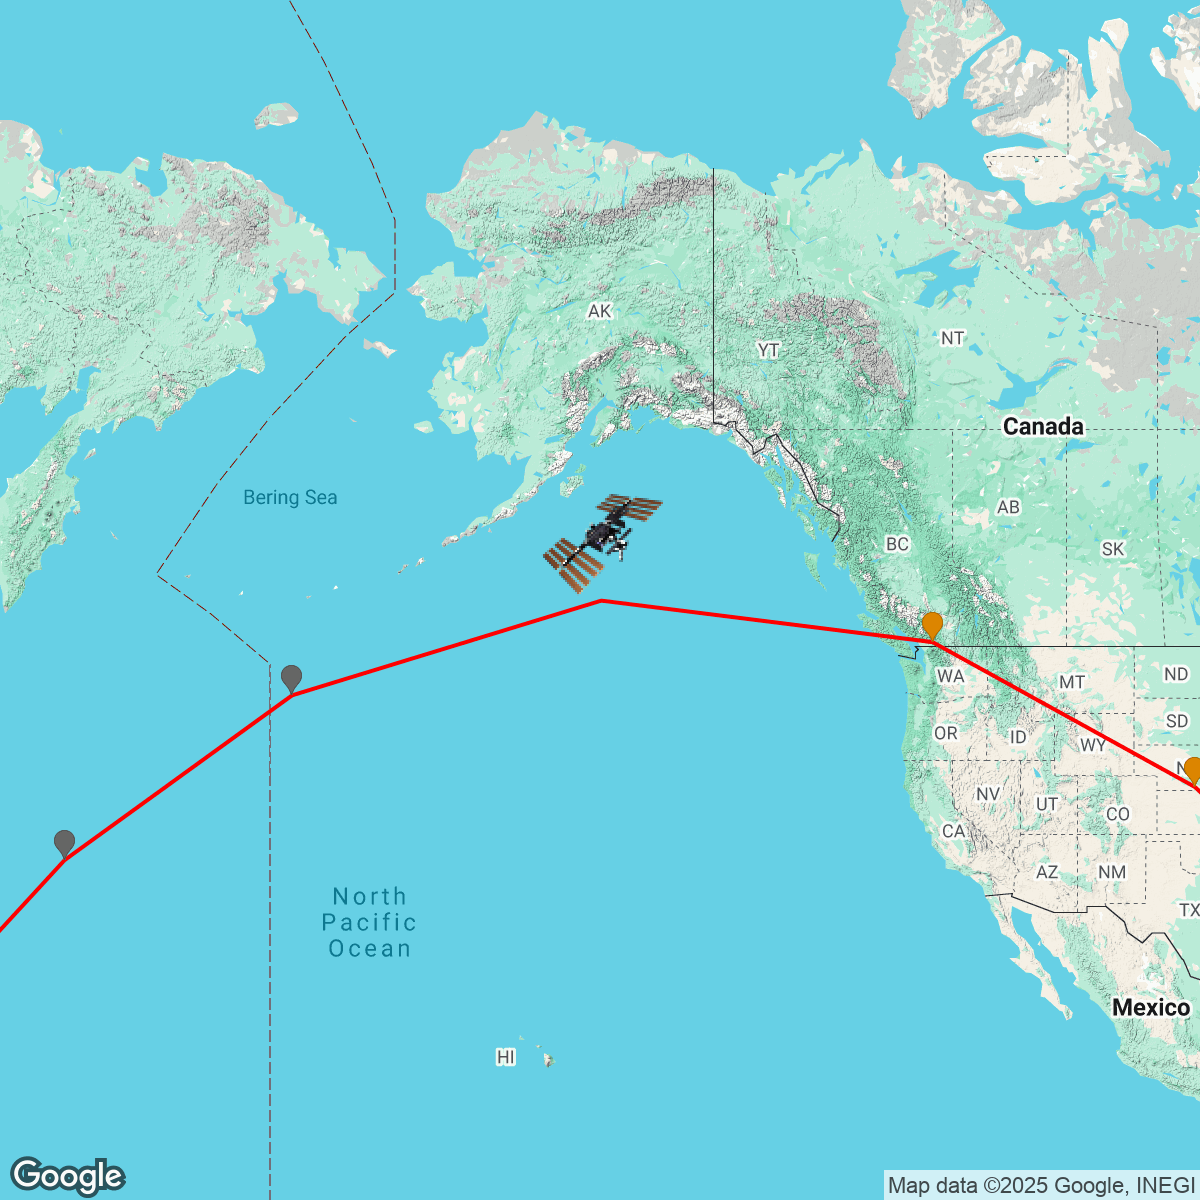 AK
YT
NT
Canada
Bering Sea
AB
BC
SK
WA
MT
ND
SD
OR
ID
WY
N
NV
UT
CO
CA
AZ
NM
North
Pacific
Ocean
TX
Mexico
HI
Google
Map data ©2025 Google, INEGI